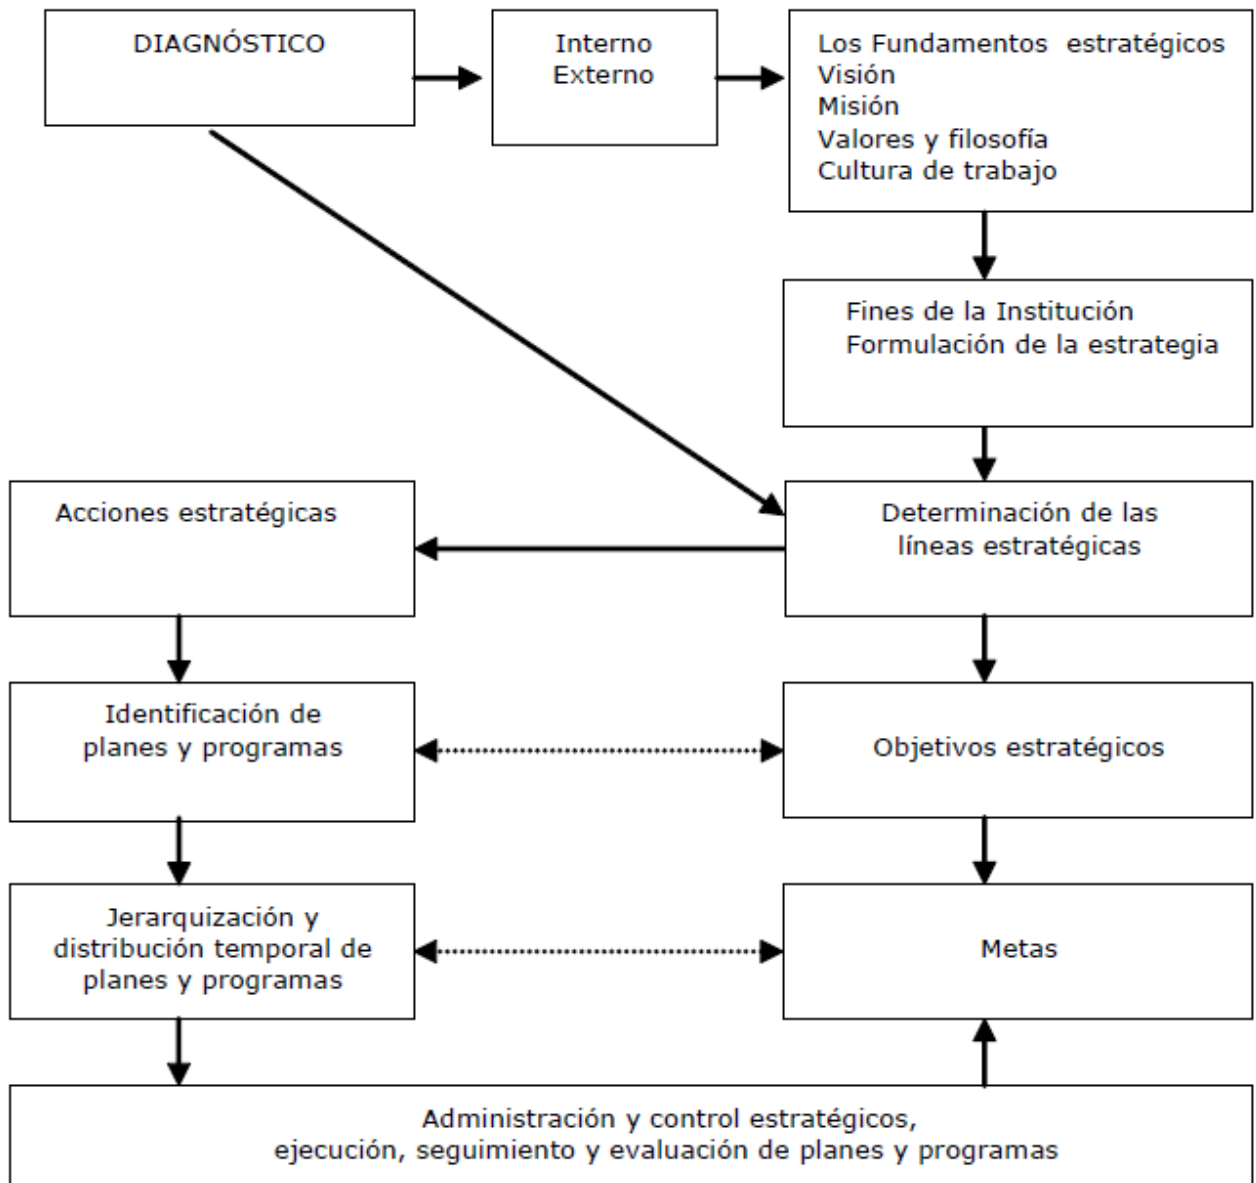 DIAGNÓSTICO
Interno
Externo
Los Fundamentos estratégicos
Visión
Misión
Valores y filosofía
Cultura de trabajo
Fines de la Institución
Formulación de la estrategia
Determinación de las
líneas estratégicas
Acciones estratégicas
Identificación de
planes y programas
Objetivos estratégicos
Jerarquización y
distribución temporal de
planes y programas
Metas
Administración y control estratégicos,
ejecución, seguimiento y evaluación de planes y programas